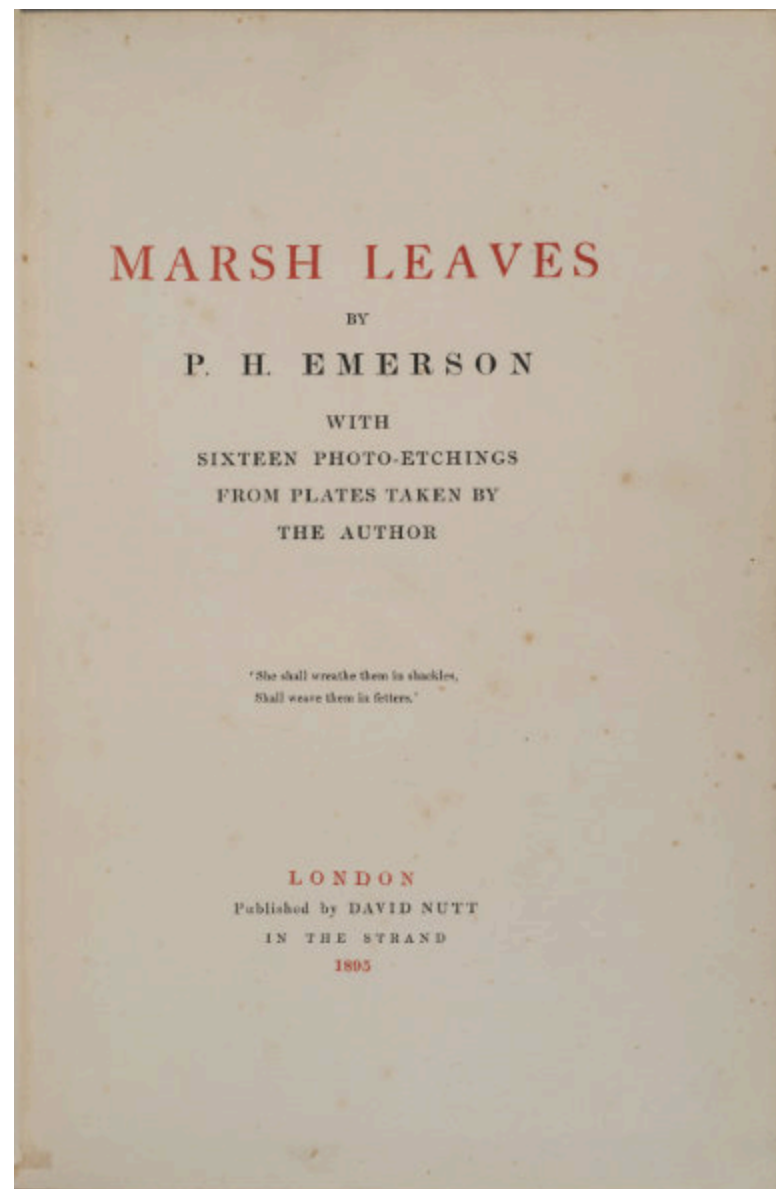 MARSH LEAVES
BY
P. H. EMERSON
WITH
SIXTEEN PHOTO-ETCHINGS
FROM PLATES TAKEN BY
THE AUTHOR
'She shall wreathe them in shackles,
Shall weave them in fetters.'
LONDON
Published by DAVID NUTT
IN THE STRAND
1895